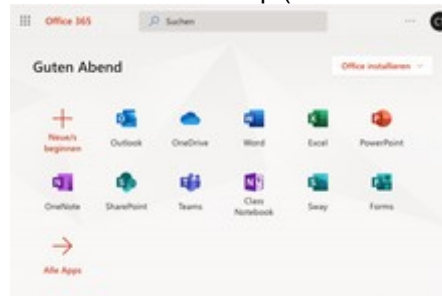 Office 365
Suchen
Guten Abend
Office installieren
Neue/s beginnen
Outlook
OneDrive
Word
Excel
PowerPoint
OneNote
SharePoint
Teams
Class Notebook
Sway
Forms
Alle Apps